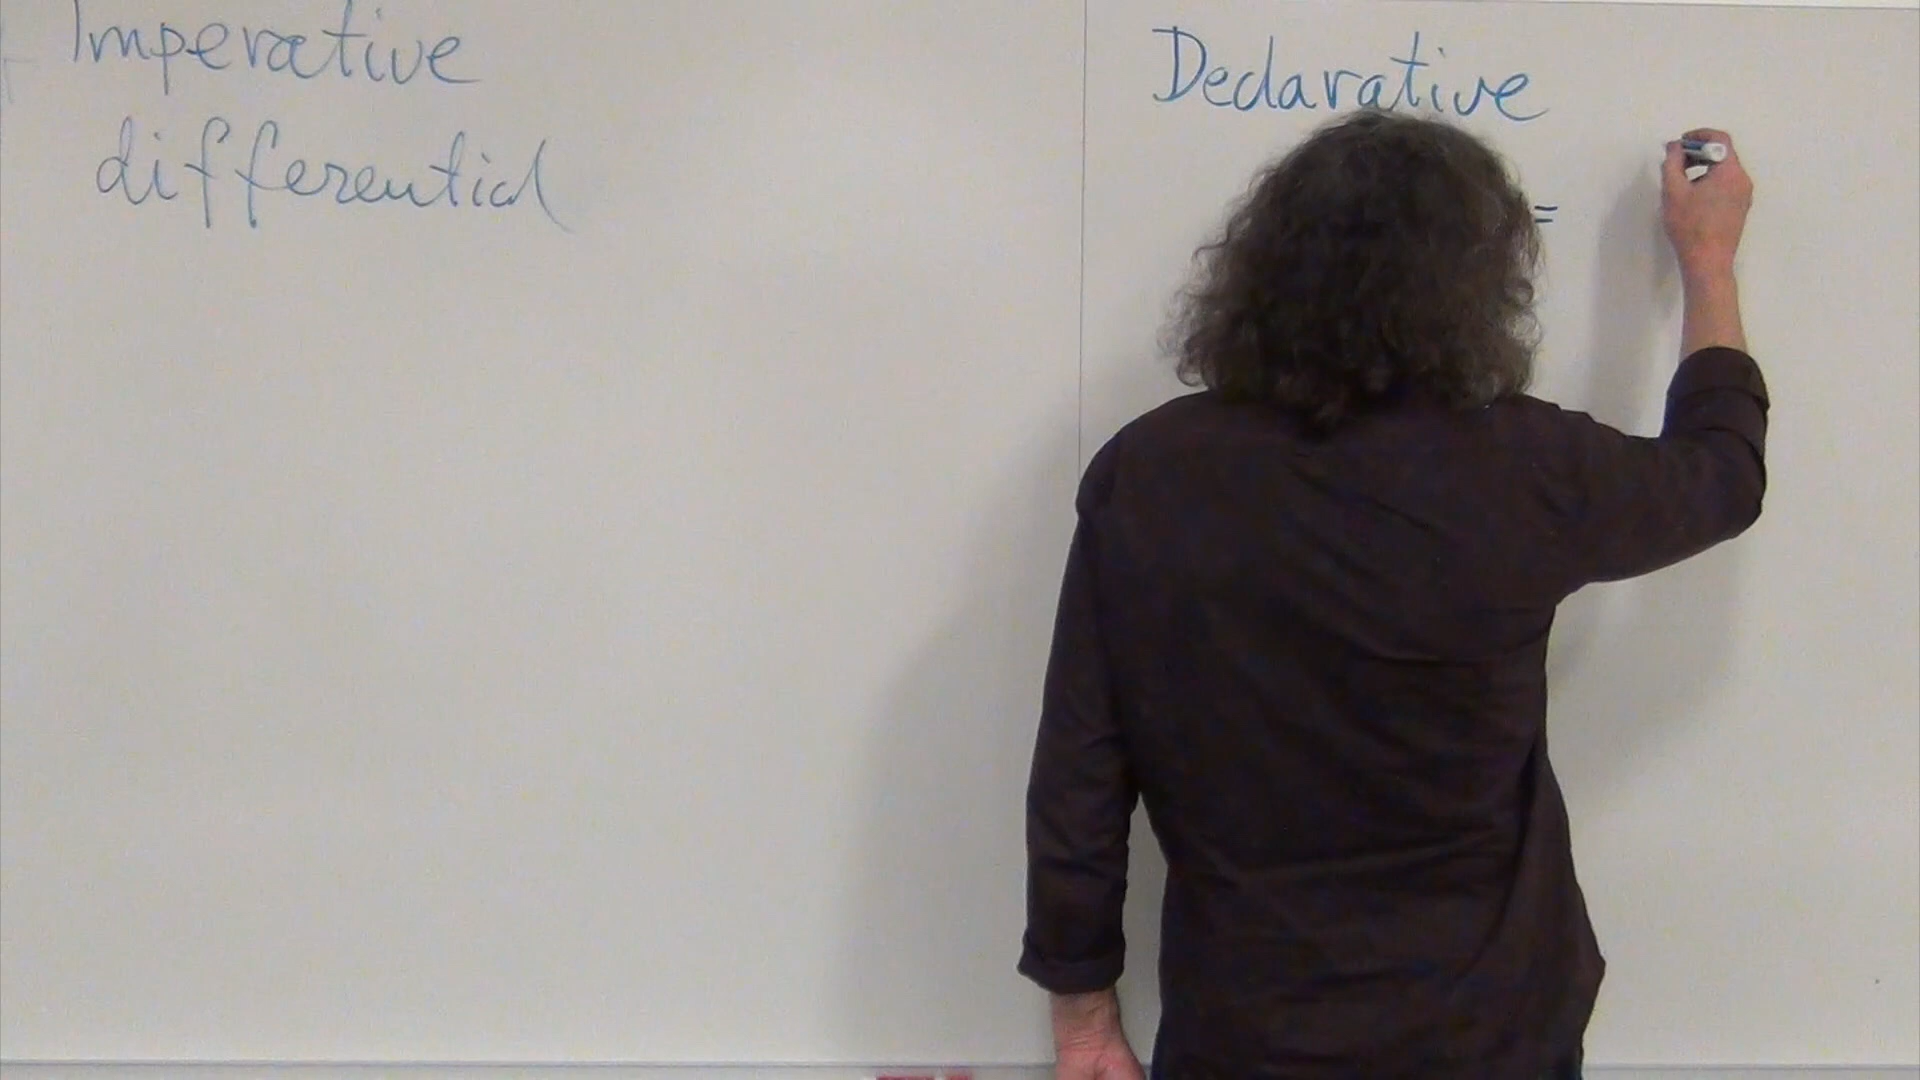 Imperative
differential
Declarative
=